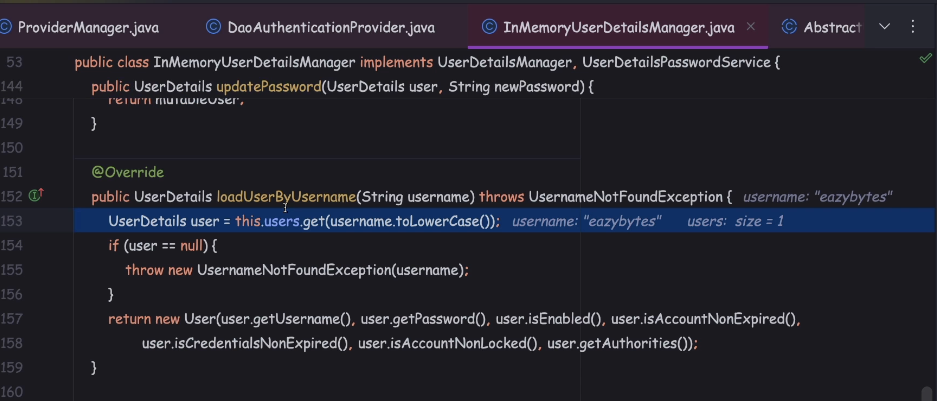 ProviderManager.java DaoAuthenticationProvider.java InMemoryUserDetailsManager.java × Abstract
53 public class InMemoryUserDetailsManager implements UserDetailsManager, UserDetailsPasswordService {
144 public UserDetails updatePassword(UserDetails user, String newPassword) {
148 return mutableUser;
149 }
150
151 @Override
152 public UserDetails loadUserByUsername(String username) throws UsernameNotFoundException { username: "eazybytes"
153 UserDetails user = this.users.get(username.toLowerCase()); username: "eazybytes" users: size = 1
154 if (user == null) {
155 throw new UsernameNotFoundException(username);
156 }
157 return new User(user.getUsername(), user.getPassword(), user.isEnabled(), user.isAccountNonExpired(),
158 user.isCredentialsNonExpired(), user.isAccountNonLocked(), user.getAuthorities());
159 }
160